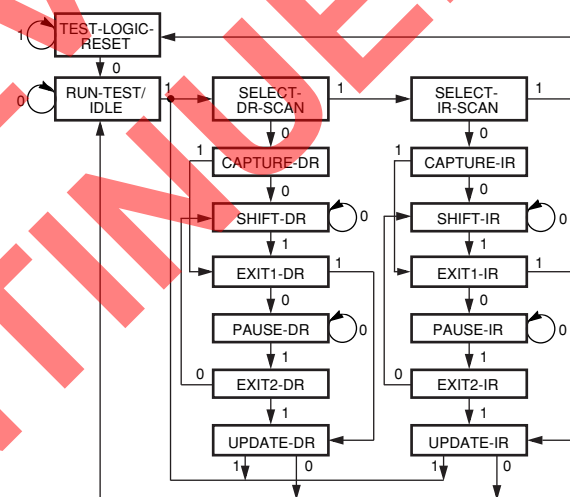 TEST-LOGIC-
RESET
1
0
RUN-TEST/
IDLE
0
1
SELECT-
DR-SCAN
1
SELECT-
IR-SCAN
1
0
0
1
CAPTURE-DR
1
CAPTURE-IR
0
0
SHIFT-DR
0
SHIFT-IR
0
1
1
EXIT1-DR
1
EXIT1-IR
1
0
0
PAUSE-DR
0
PAUSE-IR
0
1
1
0
EXIT2-DR
0
EXIT2-IR
1
1
UPDATE-DR
UPDATE-IR
1
0
1
0